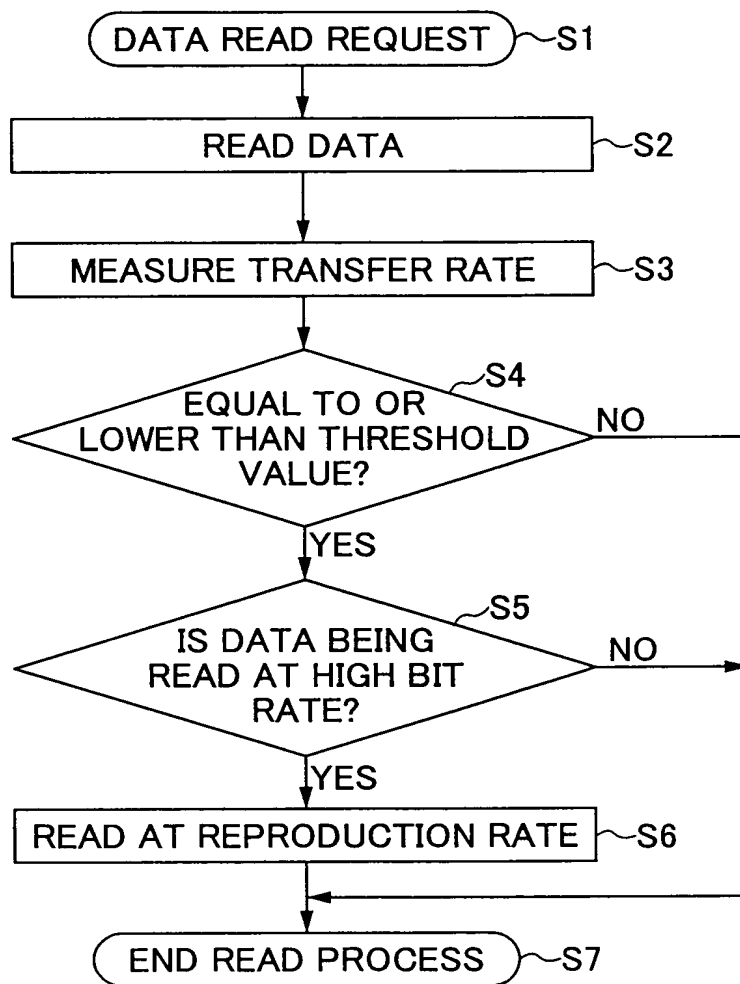 DATA READ REQUEST S1
READ DATA S2
MEASURE TRANSFER RATE S3
S4
EQUAL TO OR
LOWER THAN THRESHOLD
VALUE?
NO
YES
S5
IS DATA BEING
READ AT HIGH BIT
RATE?
NO
YES
READ AT REPRODUCTION RATE S6
END READ PROCESS S7